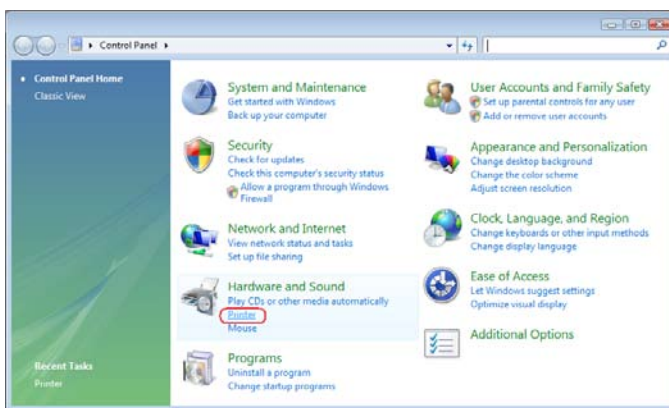 Control Panel
Control Panel Home
Classic View
System and Maintenance
Get started with Windows
Back up your computer
Security
Check for updates
Check this computer's security status
Allow a program through Windows
Firewall
Network and Internet
View network status and tasks
Set up file sharing
Hardware and Sound
Play CDs or other media automatically
Printer
Mouse
Programs
Uninstall a program
Change startup programs
User Accounts and Family Safety
Set up parental controls for any user
Add or remove user accounts
Appearance and Personalization
Change desktop background
Change the color scheme
Adjust screen resolution
Clock, Language, and Region
Change keyboards or other input methods
Change display language
Ease of Access
Let Windows suggest settings
Optimize visual display
Additional Options
Recent Tasks
Printer